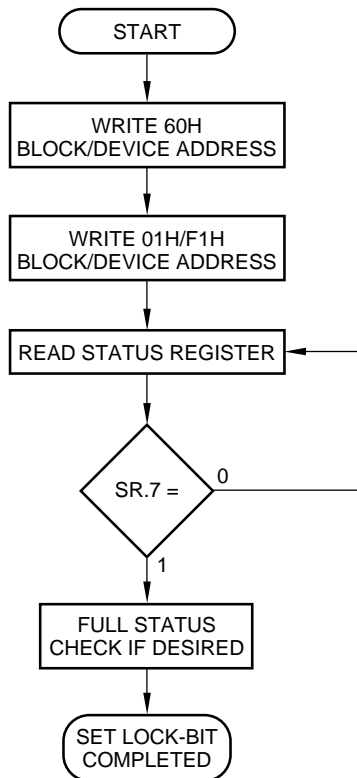 START
WRITE 60H
BLOCK/DEVICE ADDRESS
WRITE 01H/F1H
BLOCK/DEVICE ADDRESS
READ STATUS REGISTER
SR.7 =
0
1
FULL STATUS
CHECK IF DESIRED
SET LOCK-BIT
COMPLETED